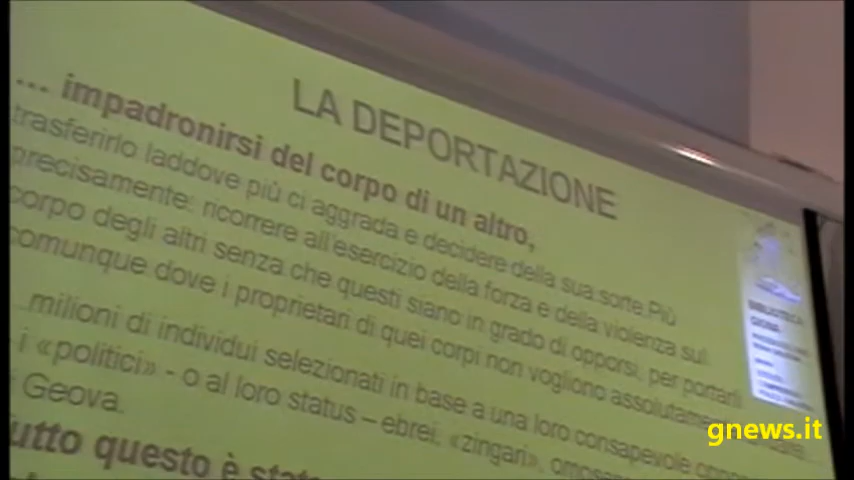 LA DEPORTAZIONE
... impadronirsi del corpo di un altro,
trasferirlo laddove più ci aggrada e decidere della sua sorte.Più
precisamente: ricorrere all'esercizio della forza e della violenza sul
corpo degli altri senza che questi siano in grado di opporsi, per portarli
comunque dove i proprietari di quei corpi non vogliono
...milioni di individui selezionati in base a una loro consapevole
i «politici» - o al loro status – ebrei, «zingari»,
Geova.
tutto questo è
BIBLIOTECA
gnews.it